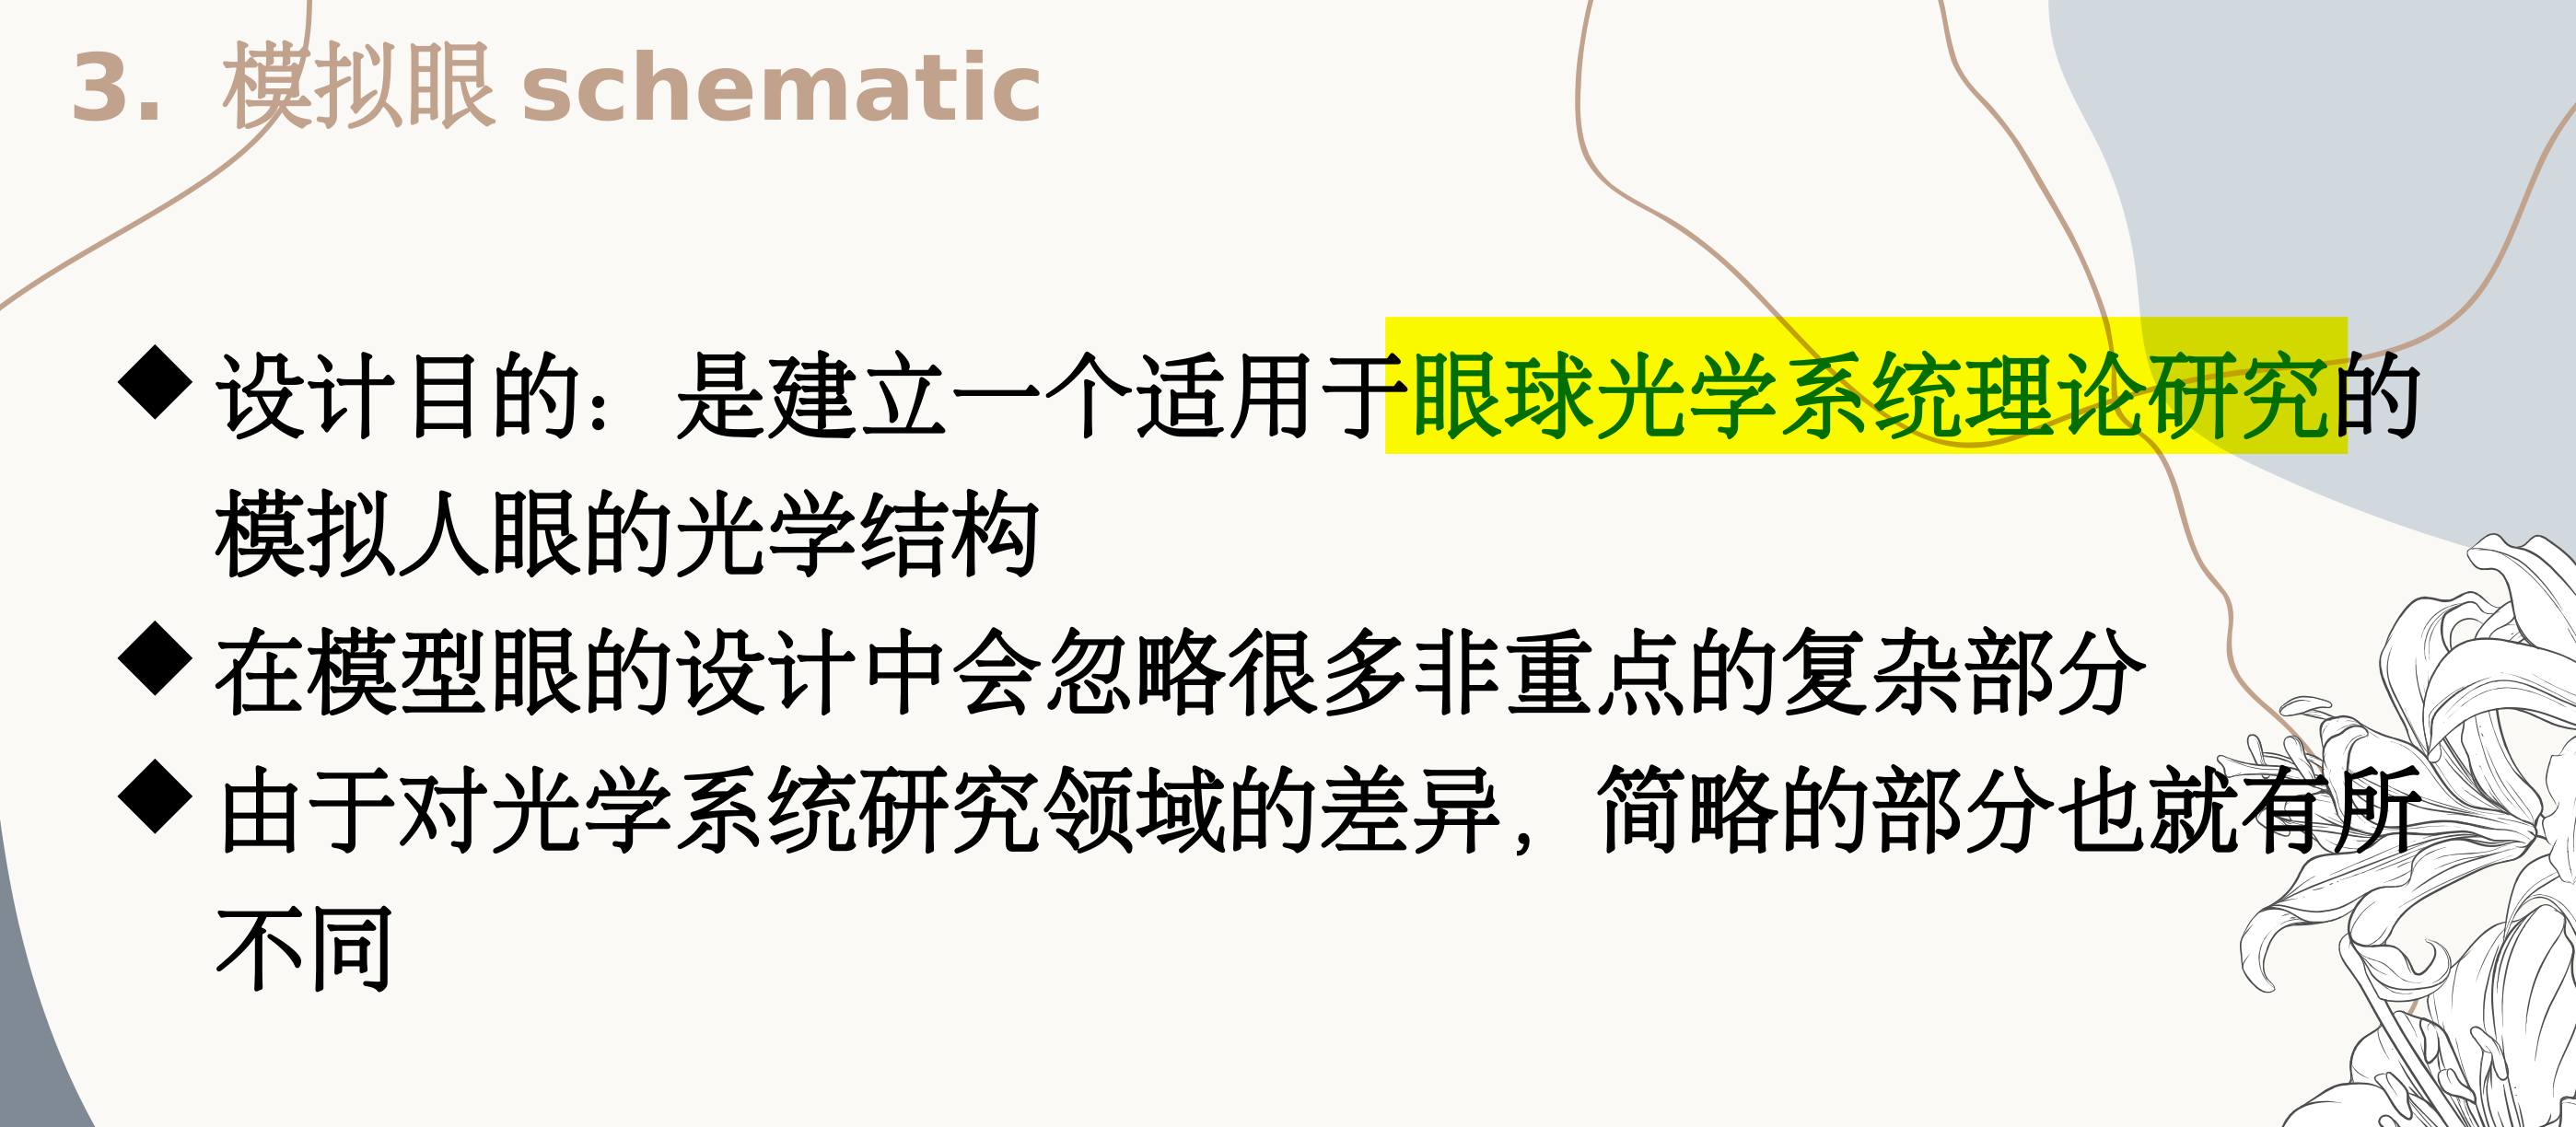 3. 模拟眼 schematic
◆设计目的：是建立一个适用于眼球光学系统理论研究的
模拟人眼的光学结构
◆在模型眼的设计中会忽略很多非重点的复杂部分
◆由于对光学系统研究领域的差异，简略的部分也就有所
不同